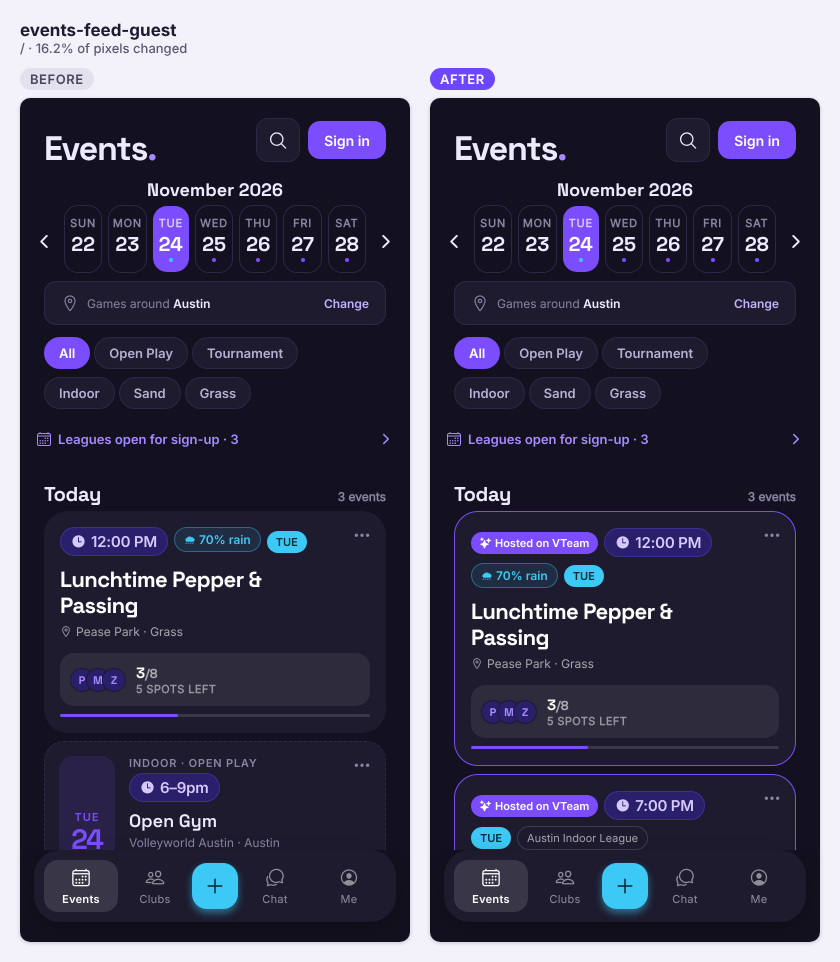 events-feed-guest
/ · 16.2% of pixels changed
BEFORE
Events.
Sign in
November 2026
SUN MON TUE WED THU FRI SAT
22 23 24 25 26 27 28
Games around Austin Change
All Open Play Tournament
Indoor Sand Grass
Leagues open for sign-up · 3
Today 3 events
12:00 PM 70% rain TUE
Lunchtime Pepper &
Passing
Pease Park · Grass
P M Z 3/8
5 SPOTS LEFT
INDOOR · OPEN PLAY
6–9pm
TUE
24
Open Gym
Volleyworld Austin · Austin
Events Clubs Chat Me
AFTER
Events.
Sign in
November 2026
SUN MON TUE WED THU FRI SAT
22 23 24 25 26 27 28
Games around Austin Change
All Open Play Tournament
Indoor Sand Grass
Leagues open for sign-up · 3
Today 3 events
Hosted on VTeam 12:00 PM
70% rain TUE
Lunchtime Pepper &
Passing
Pease Park · Grass
P M Z 3/8
5 SPOTS LEFT
Hosted on VTeam 7:00 PM
TUE Austin Indoor League
Events Clubs Chat Me